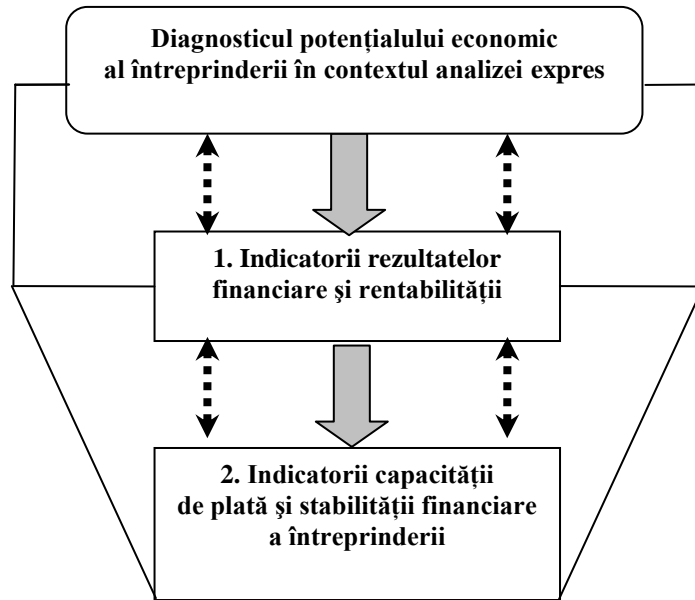 Diagnosticul potențialului economic
al întreprinderii în contextul analizei expres
1. Indicatorii rezultatelor
financiare şi rentabilității
2. Indicatorii capacității
de plată şi stabilității financiare
a întreprinderii